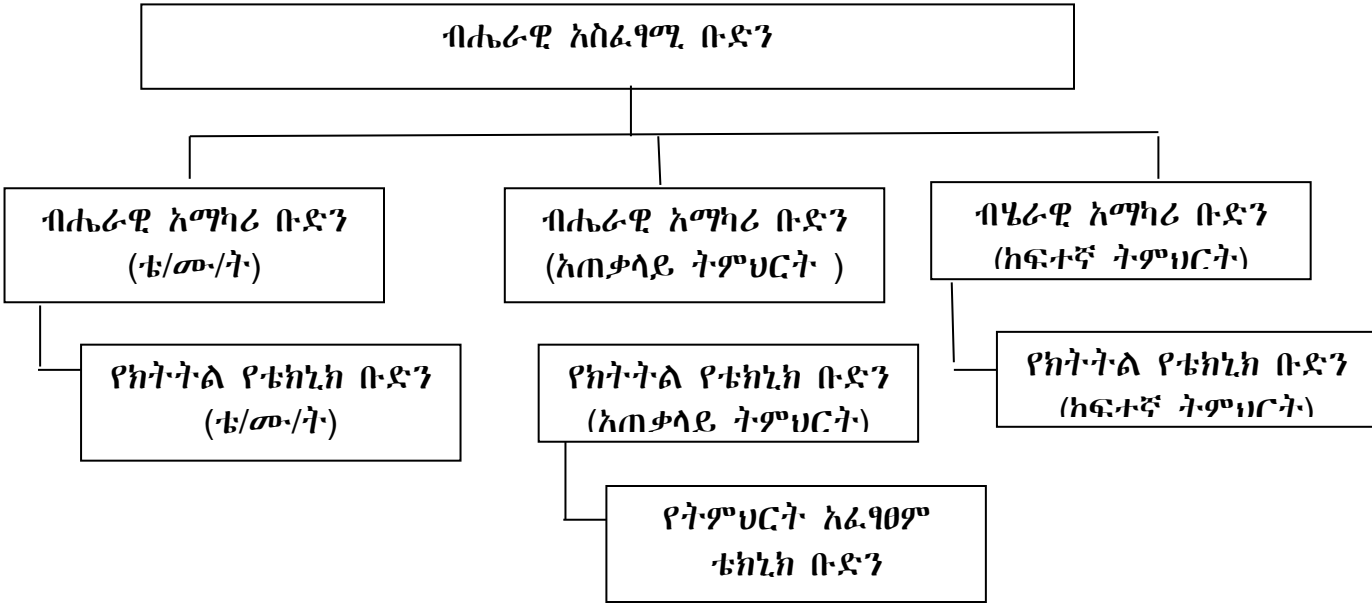 ብሔራዊ አስፈፃሚ ቡድን
ብሔራዊ አማካሪ ቡድን
(ቴ/ሙ/ት)
ብሔራዊ አማካሪ ቡድን
(አጠቃላይ ትምህርት )
ብሄራዊ አማካሪ ቡድን
(ከፍተኛ ትምህርት)
የክትትል የቴክኒክ ቡድን
(ቴ/ሙ/ት)
የክትትል የቴክኒክ ቡድን
(አጠቃላይ ትምህርት)
የክትትል የቴክኒክ ቡድን
(ከፍተኛ ትምህርት)
የትምህርት አፈፃፀም
ቴክኒክ ቡድን